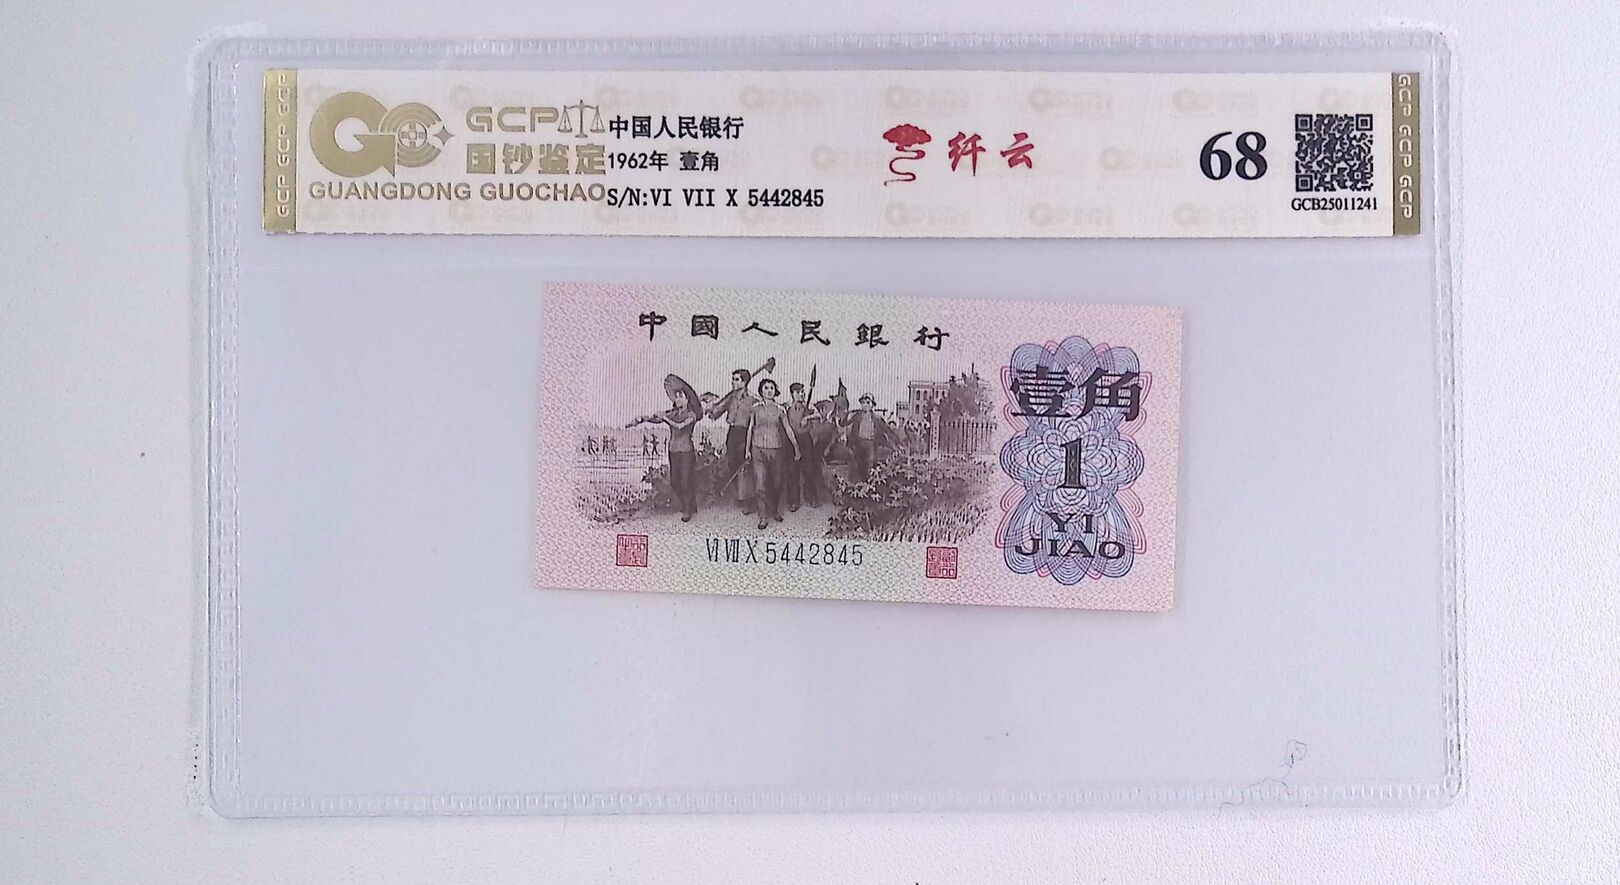 GCP GCP GCP
GC
GCP
国钞鉴定
GUANGDONG GUOCHAO
中国人民银行
1962年 壹角
S/N:VI VII X 5442845
纤云
68
GCB25011241
GCP GCP GCP
中國人民銀行
壹角
1
YI
JIAO
VI VII X 5442845